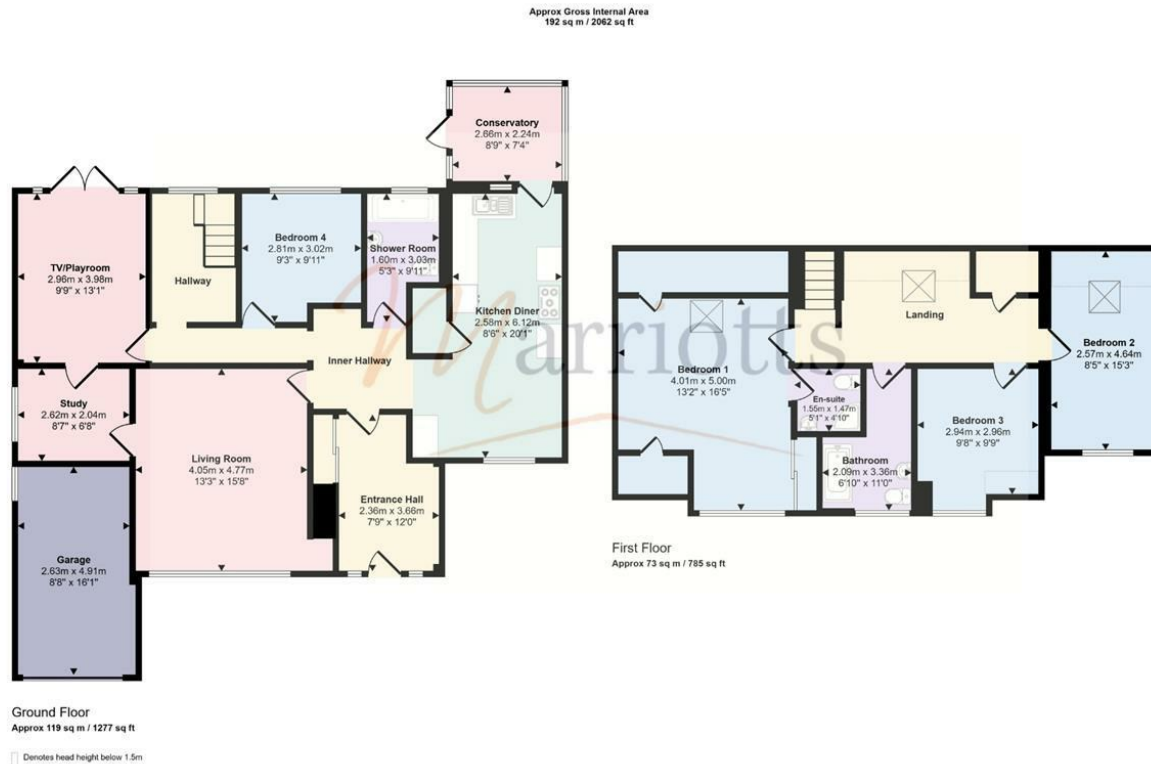 Approx Gross Internal Area
192 sq m / 2062 sq ft
Conservatory
2.66m x 2.24m
8'9" x 7'4"
TV/Playroom
2.96m x 3.98m
9'9" x 13'1"
Hallway
Bedroom 4
2.81m x 3.02m
9'3" x 9'11"
Shower Room
1.60m x 3.03m
5'3" x 9'11"
Kitchen Diner
2.58m x 6.12m
8'6" x 20'1"
Inner Hallway
Study
2.62m x 2.04m
8'7" x 6'8"
Living Room
4.05m x 4.77m
13'3" x 15'8"
Entrance Hall
2.36m x 3.66m
7'9" x 12'0"
Garage
2.63m x 4.91m
8'8" x 16'1"
Ground Floor
Approx 119 sq m / 1277 sq ft
Denotes head height below 1.5m
Landing
Bedroom 1
4.01m x 5.00m
13'2" x 16'5"
En-suite
1.55m x 1.47m
5'1" x 4'10"
Bathroom
2.09m x 3.36m
6'10" x 11'0"
Bedroom 3
2.94m x 2.96m
9'8" x 9'9"
Bedroom 2
2.57m x 4.64m
8'5" x 15'3"
First Floor
Approx 73 sq m / 785 sq ft
Marriotts